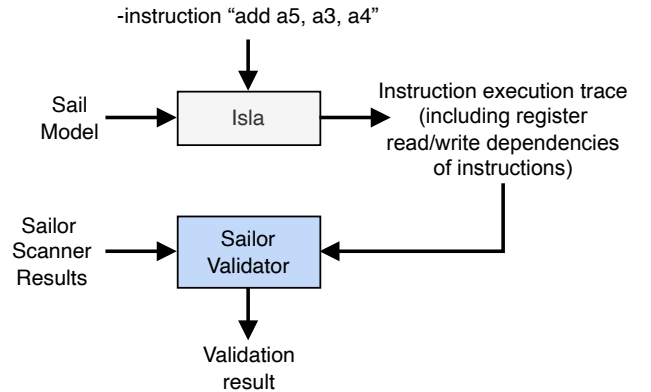 -instruction “add a5, a3, a4”
Sail
Model
Isla
Instruction execution trace
(including register
read/write dependencies
of instructions)
Sailor
Scanner
Results
Sailor
Validator
Validation
result